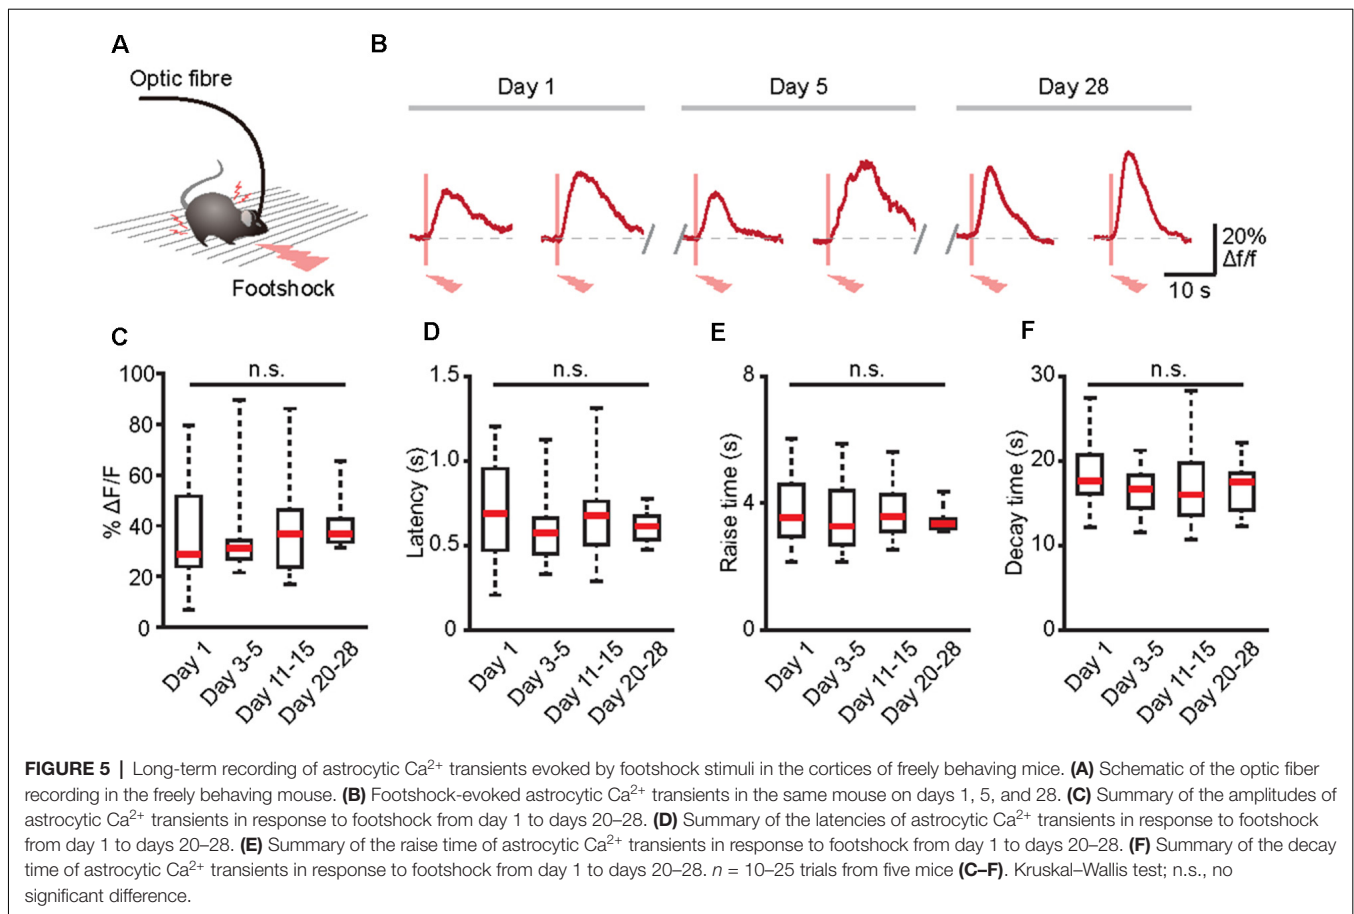 A
B
Optic fibre
Footshock
Day 1
Day 5
Day 28
20%
Δf/f
10 s
C
D
E
F
n.s.
100
80
60
40
20
0
% ΔF/F
Day 1
Day 3-5
Day 11-15
Day 20-28
n.s.
1.5
1.0
0.5
0
Latency (s)
Day 1
Day 3-5
Day 11-15
Day 20-28
n.s.
8
4
0
Raise time (s)
Day 1
Day 3-5
Day 11-15
Day 20-28
n.s.
30
20
10
0
Decay time (s)
Day 1
Day 3-5
Day 11-15
Day 20-28
FIGURE 5 | Long-term recording of astrocytic Ca²⁺ transients evoked by footshock stimuli in the cortices of freely behaving mice. (A) Schematic of the optic fiber
recording in the freely behaving mouse. (B) Footshock-evoked astrocytic Ca²⁺ transients in the same mouse on days 1, 5, and 28. (C) Summary of the amplitudes of
astrocytic Ca²⁺ transients in response to footshock from day 1 to days 20–28. (D) Summary of the latencies of astrocytic Ca²⁺ transients in response to footshock
from day 1 to days 20–28. (E) Summary of the raise time of astrocytic Ca²⁺ transients in response to footshock from day 1 to days 20–28. (F) Summary of the decay
time of astrocytic Ca²⁺ transients in response to footshock from day 1 to days 20–28. n = 10–25 trials from five mice (C–F). Kruskal–Wallis test; n.s., no
significant difference.